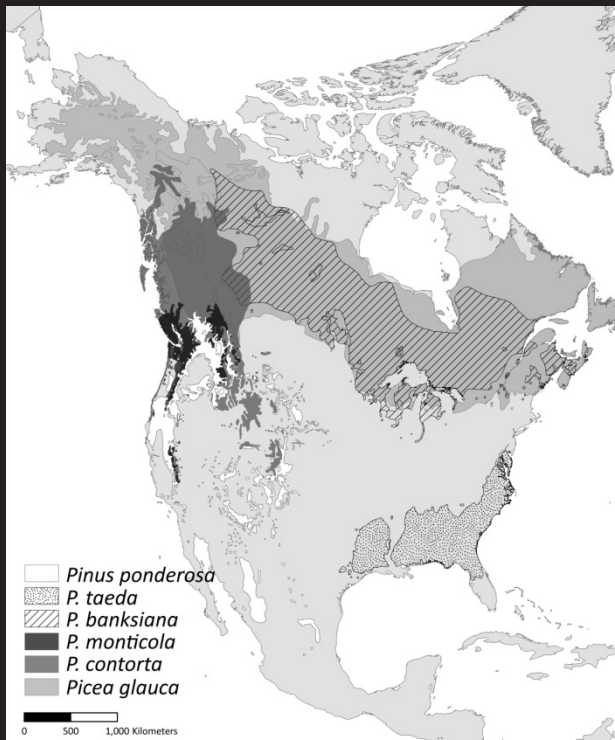 Pinus ponderosa
P. taeda
P. banksiana
P. monticola
P. contorta
Picea glauca
0 500 1,000 Kilometers